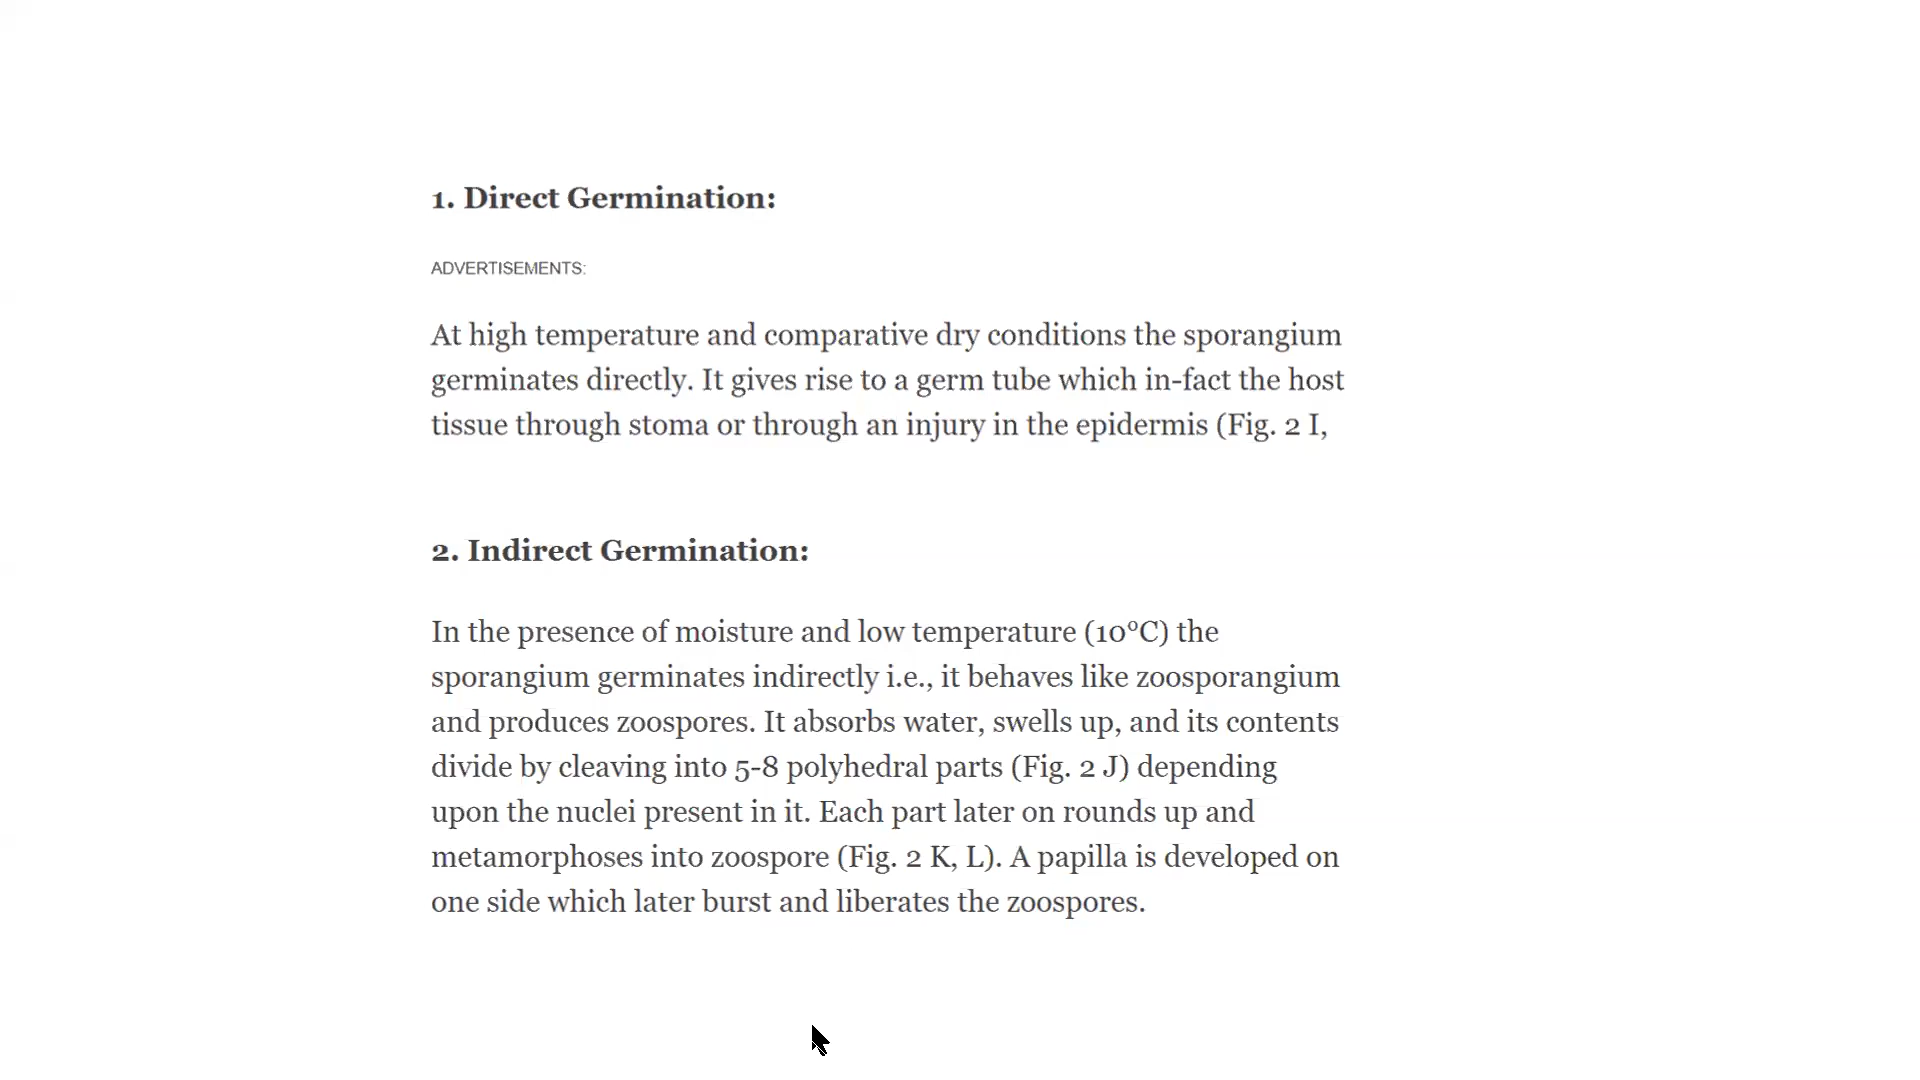 1. Direct Germination:
ADVERTISEMENTS:
At high temperature and comparative dry conditions the sporangium
germinates directly. It gives rise to a germ tube which in-fact the host
tissue through stoma or through an injury in the epidermis (Fig. 2 I,
2. Indirect Germination:
In the presence of moisture and low temperature (10°C) the
sporangium germinates indirectly i.e., it behaves like zoosporangium
and produces zoospores. It absorbs water, swells up, and its contents
divide by cleaving into 5-8 polyhedral parts (Fig. 2 J) depending
upon the nuclei present in it. Each part later on rounds up and
metamorphoses into zoospore (Fig. 2 K, L). A papilla is developed on
one side which later burst and liberates the zoospores.